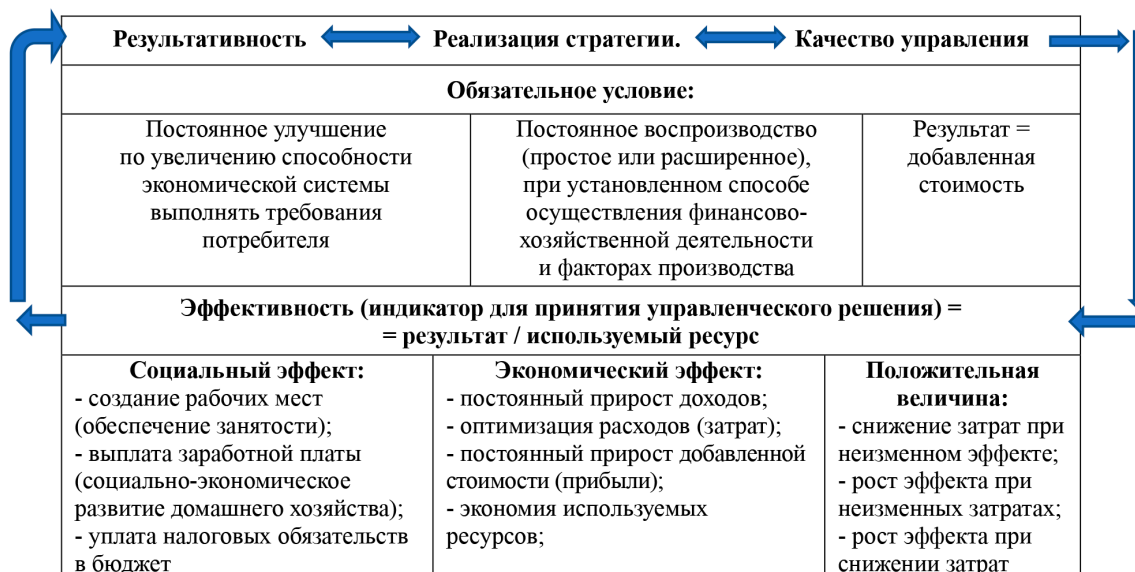 Результативность Реализация стратегии. Качество управления
Обязательное условие:
Постоянное улучшение
по увеличению способности
экономической системы
выполнять требования
потребителя
Постоянное воспроизводство
(простое или расширенное),
при установленном способе
осуществления финансово-
хозяйственной деятельности
и факторах производства
Результат =
добавленная
стоимость
Эффективность (индикатор для принятия управленческого решения) =
= результат / используемый ресурс
Социальный эффект:
- создание рабочих мест
(обеспечение занятости);
- выплата заработной платы
(социально-экономическое
развитие домашнего хозяйства);
- уплата налоговых обязательств
в бюджет
Экономический эффект:
- постоянный прирост доходов;
- оптимизация расходов (затрат);
- постоянный прирост добавленной
стоимости (прибыли);
- экономия используемых
ресурсов;
Положительная
величина:
- снижение затрат при
неизменном эффекте;
- рост эффекта при
неизменных затратах;
- рост эффекта при
снижении затрат